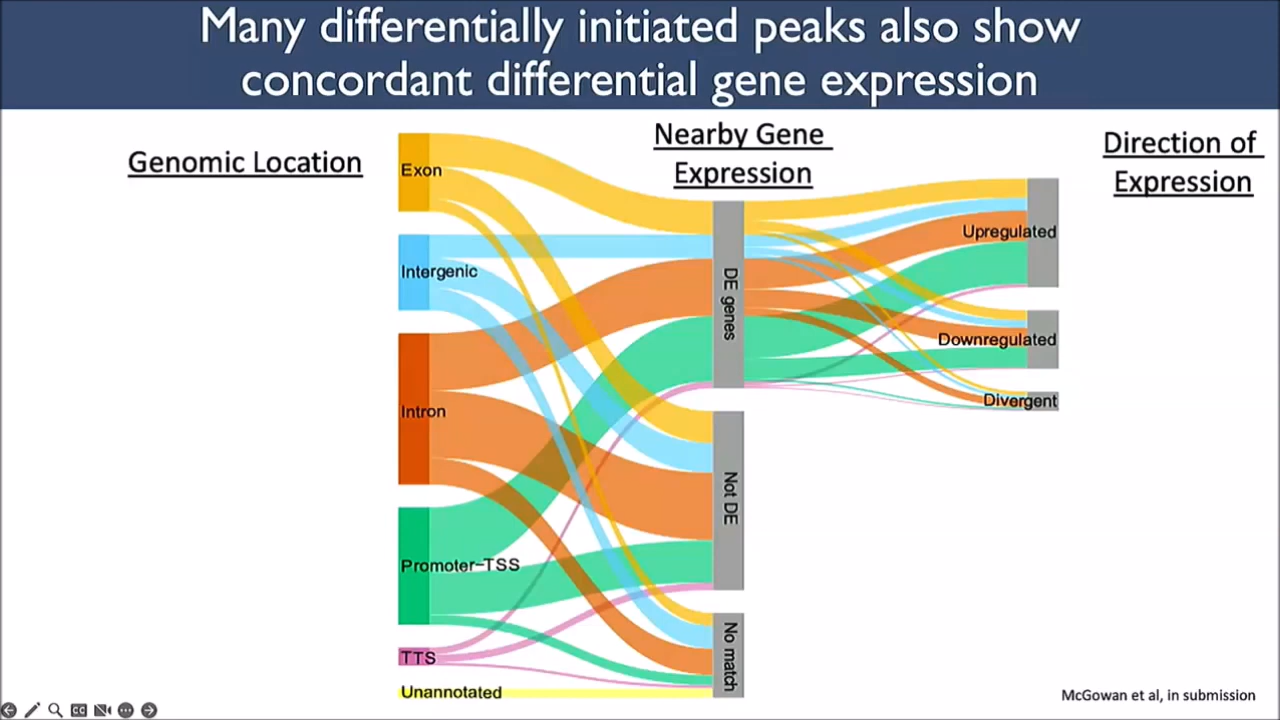 Many differentially initiated peaks also show
concordant differential gene expression
Genomic Location
Nearby Gene
Expression
Direction of
Expression
Exon
Intergenic
Intron
Promoter-TSS
TTS
Unannotated
DE genes
Not DE
No match
Upregulated
Downregulated
Divergent
McGowan et al, in submission
CC